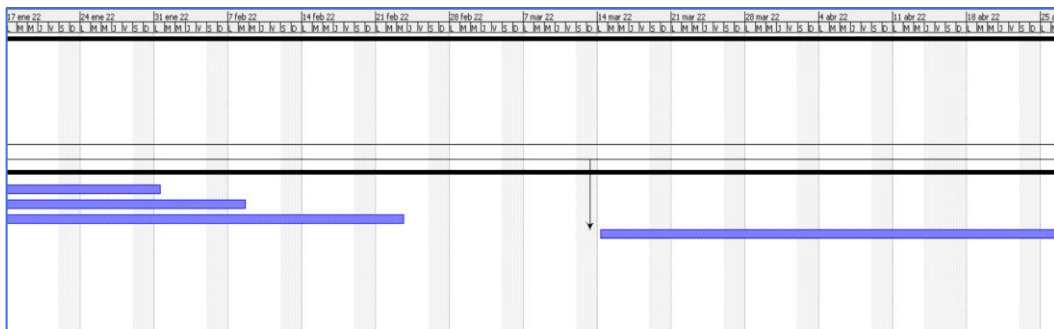 17 ene 22 24 ene 22 31 ene 22 7 feb 22 14 feb 22 21 feb 22 28 feb 22 7 mar 22 14 mar 22 21 mar 22 28 mar 22 4 abr 22 11 abr 22 18 abr 22 25 a
L M M J V S D L M M J V S D L M M J V S D L M M J V S D L M M J V S D L M M J V S D L M M J V S D L M M J V S D L M M J V S D L M M J V S D L M M J V S D L M M J V S D L M M J V S D L M M J V S D L